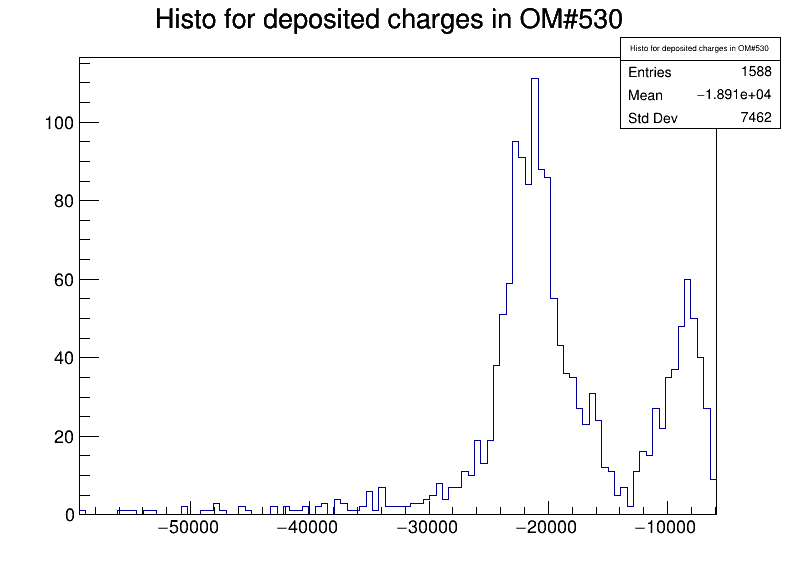 Histo for deposited charges in OM#530
Histo for deposited charges in OM#530
Entries 1588
Mean −1.891e+04
Std Dev 7462
100
80
60
40
20
0
−50000 −40000 −30000 −20000 −10000